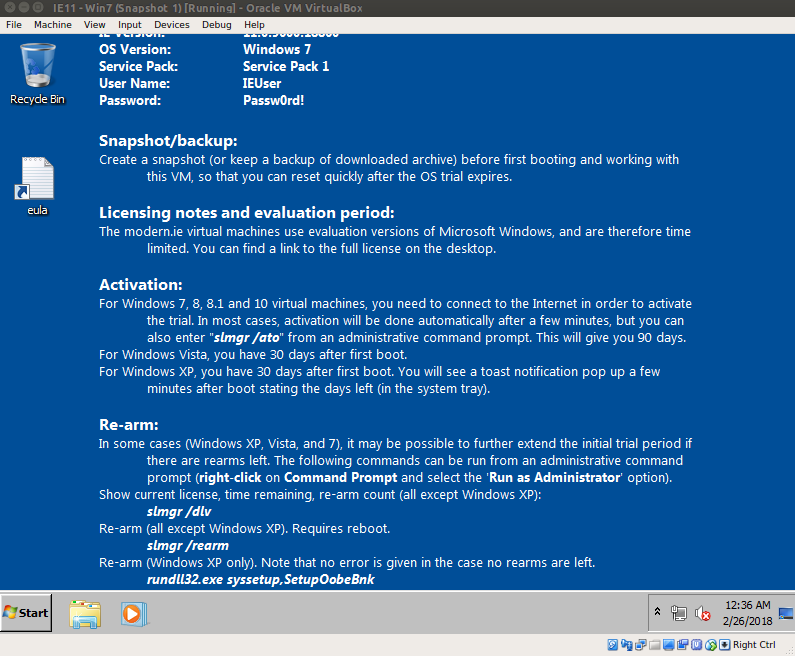 IE11 - Win7 (Snapshot 1) [Running] - Oracle VM VirtualBox
File Machine View Input Devices Debug Help
OS Version: Windows 7
Service Pack: Service Pack 1
User Name: IEUser
Password: Passw0rd!
Recycle Bin
Snapshot/backup:
Create a snapshot (or keep a backup of downloaded archive) before first booting and working with
this VM, so that you can reset quickly after the OS trial expires.
eula
Licensing notes and evaluation period:
The modern.ie virtual machines use evaluation versions of Microsoft Windows, and are therefore time
limited. You can find a link to the full license on the desktop.
Activation:
For Windows 7, 8, 8.1 and 10 virtual machines, you need to connect to the Internet in order to activate
the trial. In most cases, activation will be done automatically after a few minutes, but you can
also enter "slmgr /ato" from an administrative command prompt. This will give you 90 days.
For Windows Vista, you have 30 days after first boot.
For Windows XP, you have 30 days after first boot. You will see a toast notification pop up a few
minutes after boot stating the days left (in the system tray).
Re-arm:
In some cases (Windows XP, Vista, and 7), it may be possible to further extend the initial trial period if
there are rearms left. The following commands can be run from an administrative command
prompt (right-click on Command Prompt and select the 'Run as Administrator' option).
Show current license, time remaining, re-arm count (all except Windows XP):
slmgr /dlv
Re-arm (all except Windows XP). Requires reboot.
slmgr /rearm
Re-arm (Windows XP only). Note that no error is given in the case no rearms are left.
rundll32.exe syssetup,SetupOobeBnk
Start
12:36 AM
2/26/2018
Right Ctrl